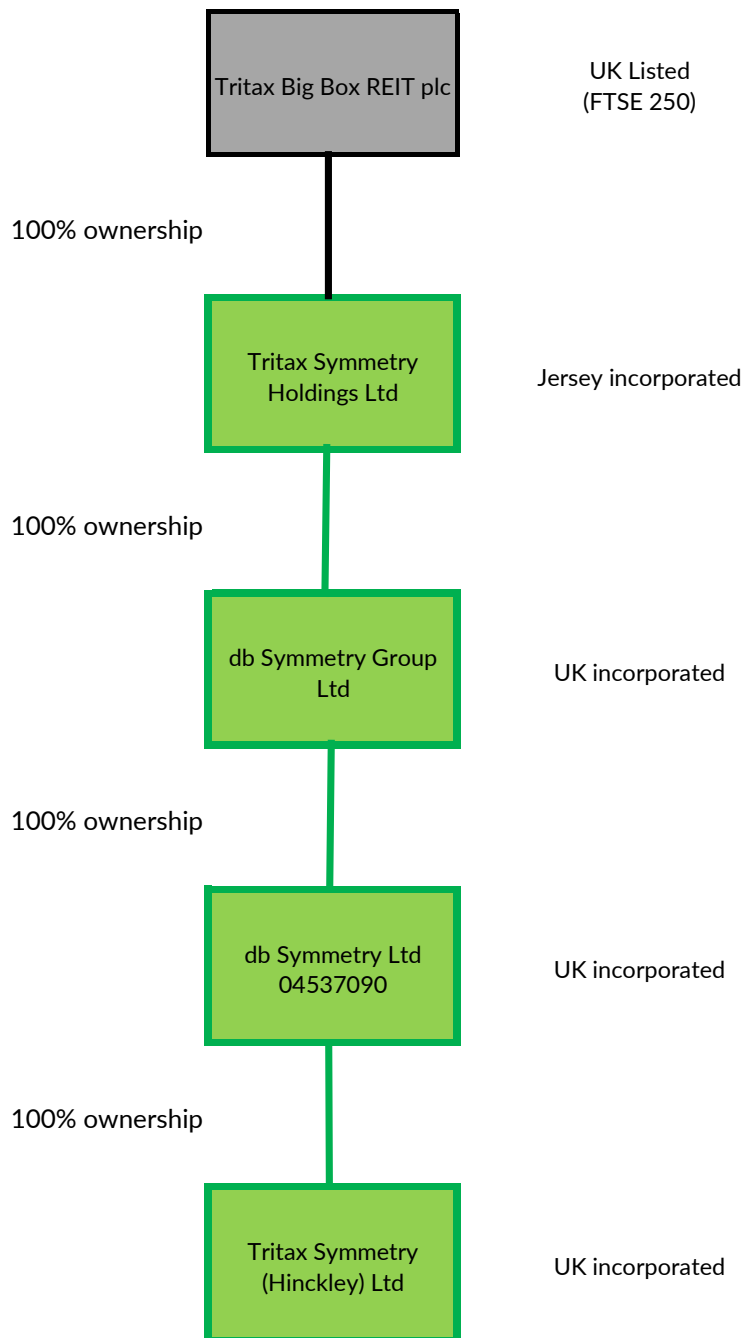 Tritax Big Box REIT plc
UK Listed
(FTSE 250)
100% ownership
Tritax Symmetry
Holdings Ltd
Jersey incorporated
100% ownership
db Symmetry Group
Ltd
UK incorporated
100% ownership
db Symmetry Ltd
04537090
UK incorporated
100% ownership
Tritax Symmetry
(Hinckley) Ltd
UK incorporated